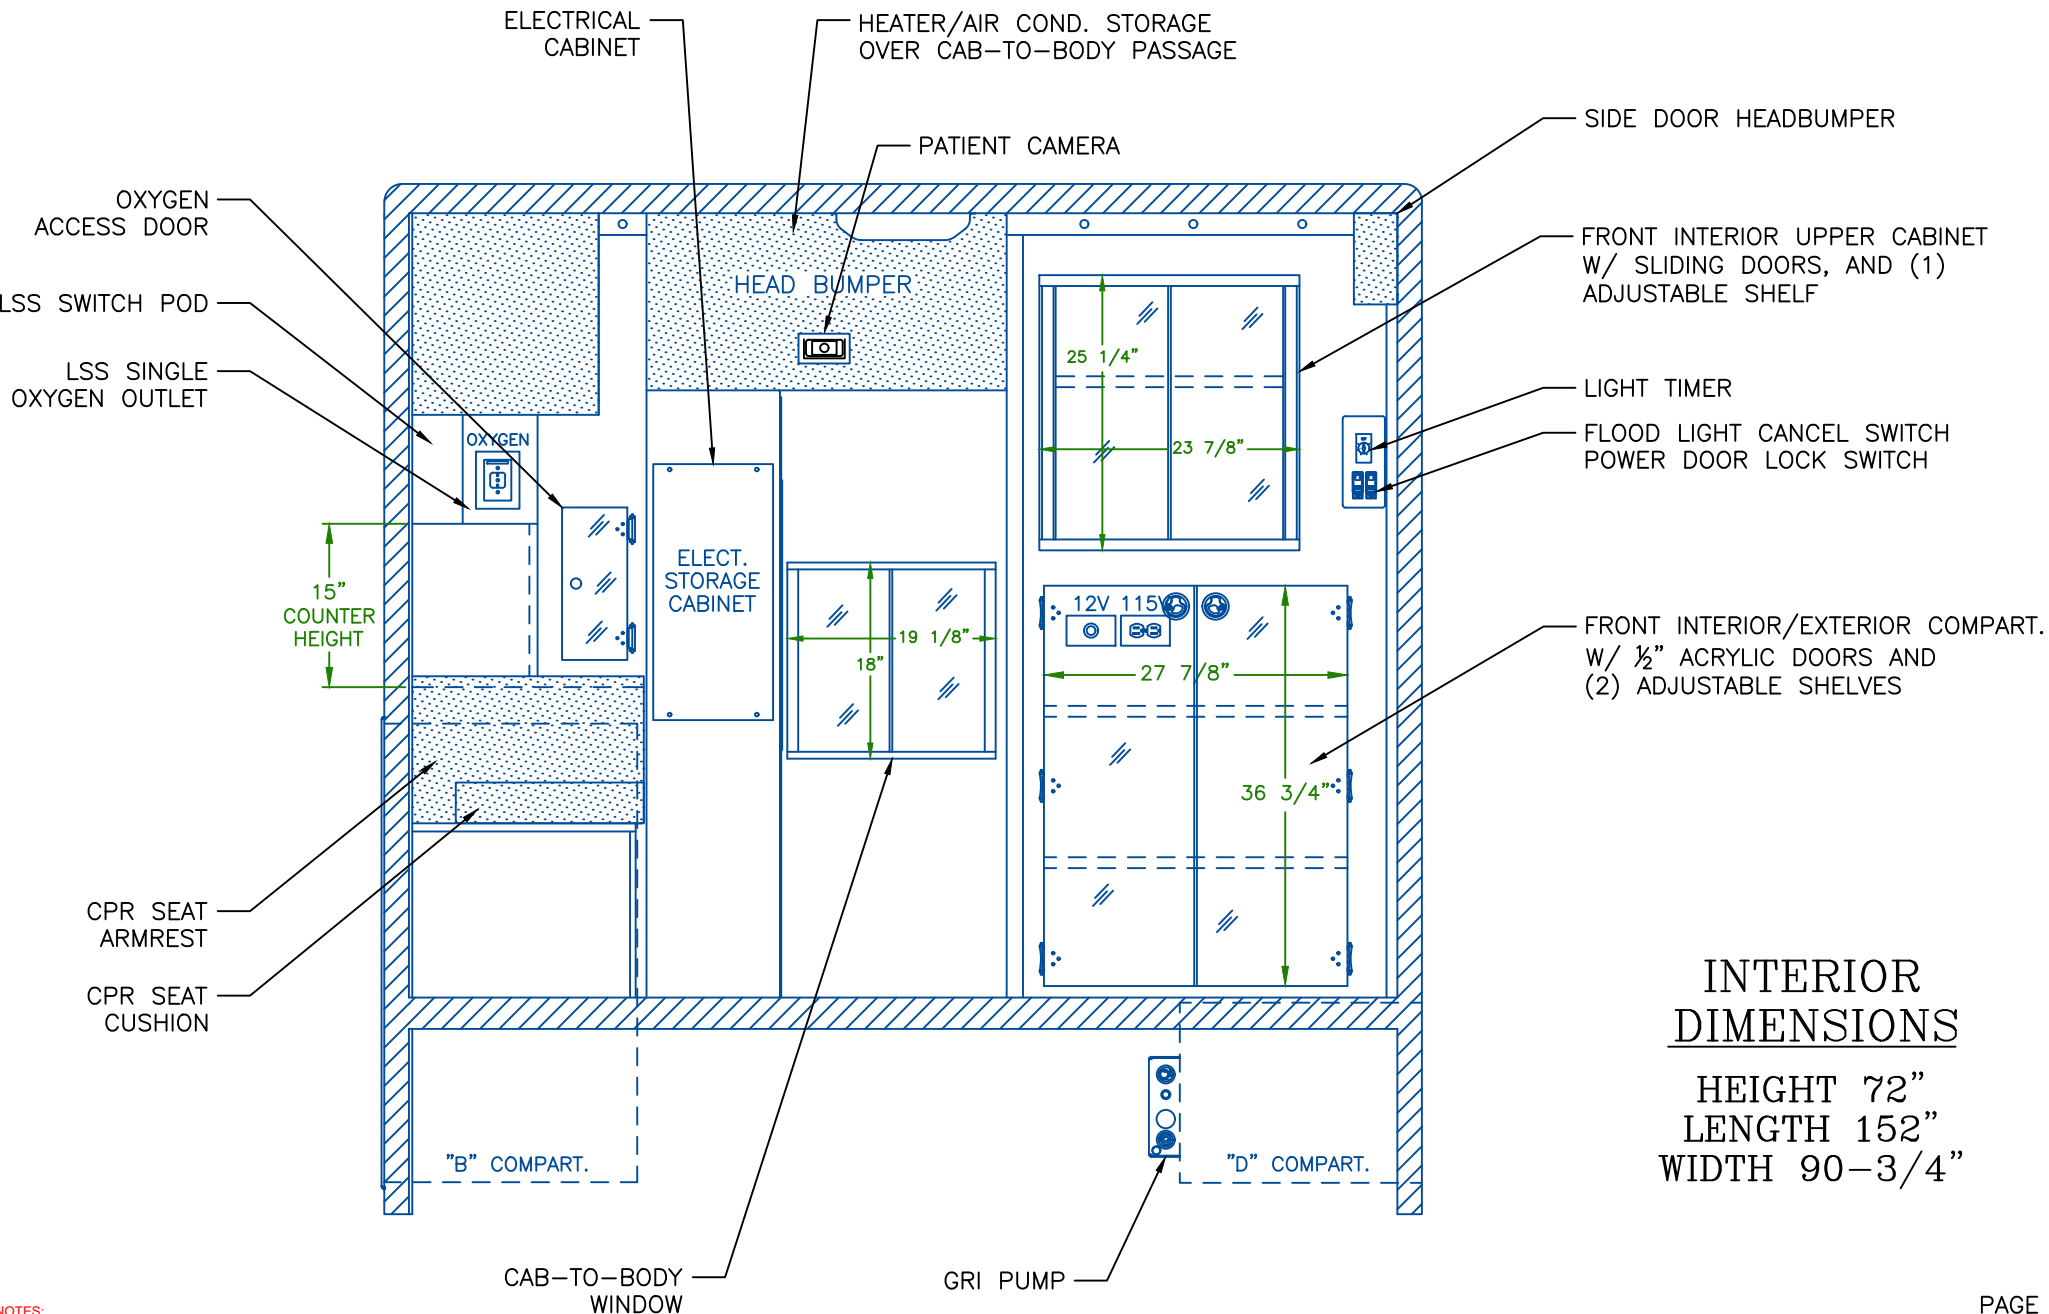 ELECTRICAL
CABINET
HEATER/AIR COND. STORAGE
OVER CAB-TO-BODY PASSAGE
PATIENT CAMERA
SIDE DOOR HEADBUMPER
OXYGEN
ACCESS DOOR
FRONT INTERIOR UPPER CABINET
W/ SLIDING DOORS, AND (1)
ADJUSTABLE SHELF
LSS SWITCH POD
HEAD BUMPER
LSS SINGLE
OXYGEN OUTLET
25 1/4"
LIGHT TIMER
FLOOD LIGHT CANCEL SWITCH
POWER DOOR LOCK SWITCH
OXYGEN
23 7/8"
ELECT.
STORAGE
CABINET
15"
COUNTER
HEIGHT
12V 115V
19 1/8"
18"
27 7/8"
FRONT INTERIOR/EXTERIOR COMPART.
W/ ½" ACRYLIC DOORS AND
(2) ADJUSTABLE SHELVES
36 3/4"
CPR SEAT
ARMREST
CPR SEAT
CUSHION
INTERIOR
DIMENSIONS
HEIGHT 72"
LENGTH 152"
WIDTH 90-3/4"
"B" COMPART.
"D" COMPART.
CAB-TO-BODY
WINDOW
GRI PUMP
NOTES:
PAGE